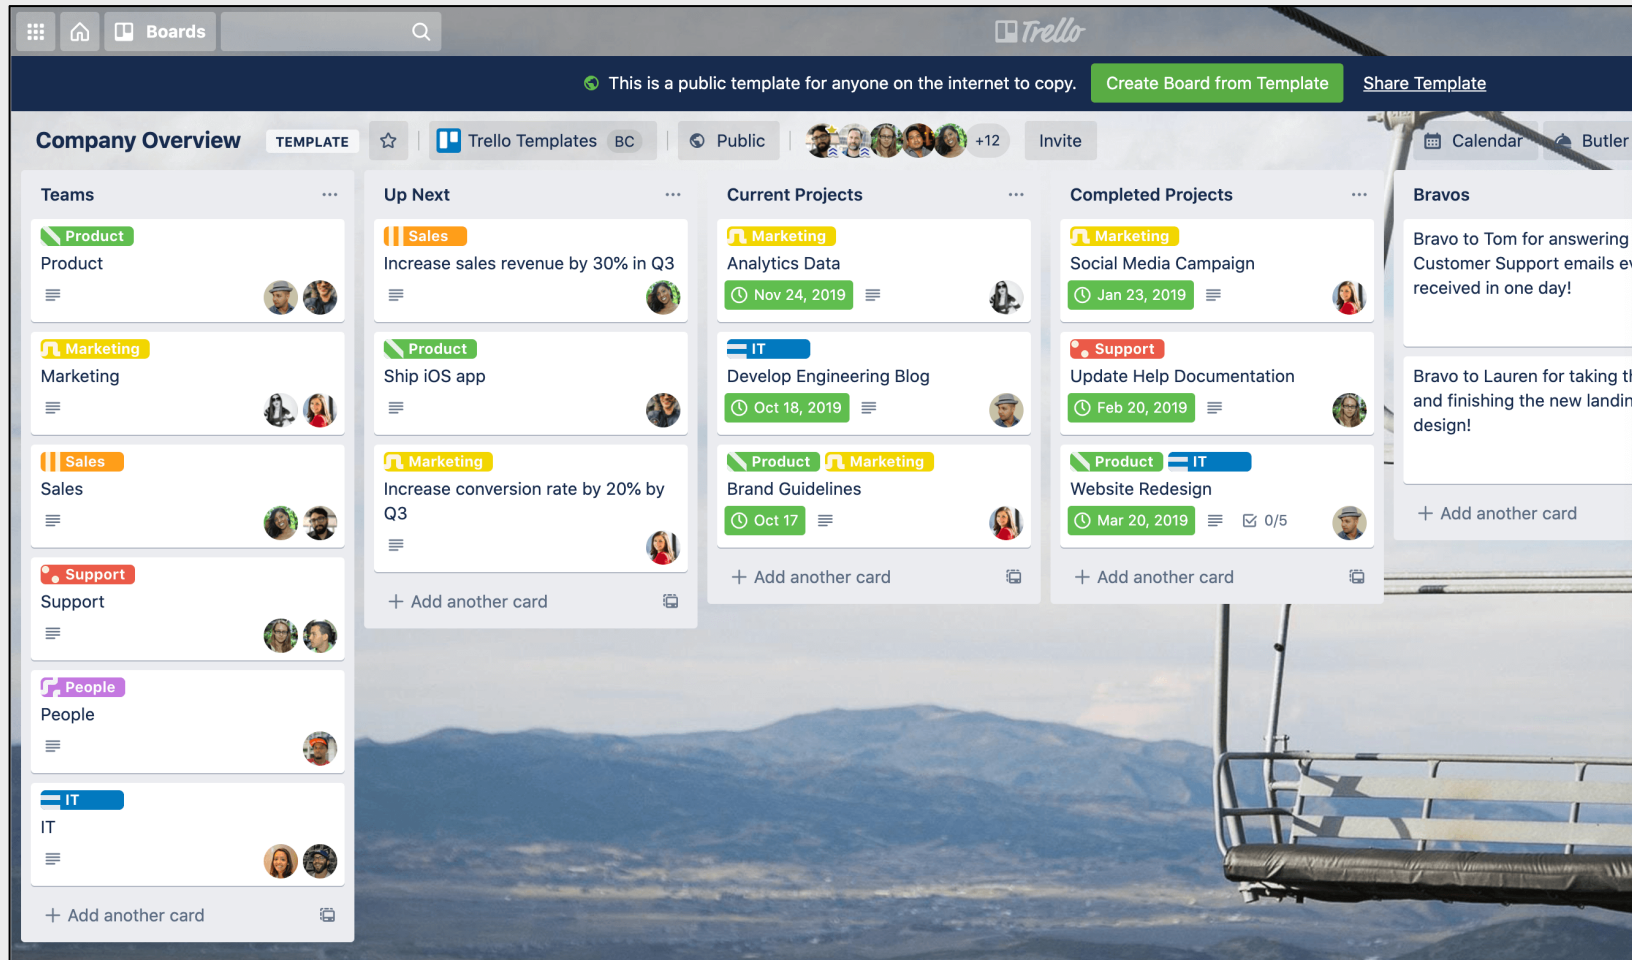 Boards
Trello
This is a public template for anyone on the internet to copy.
Create Board from Template
Share Template
Company Overview
TEMPLATE
Trello Templates
BC
Public
+12
Invite
Calendar
Butler
Teams
Product
Product
Marketing
Marketing
Sales
Sales
Support
Support
People
People
IT
IT
+ Add another card
Up Next
Sales
Increase sales revenue by 30% in Q3
Product
Ship iOS app
Marketing
Increase conversion rate by 20% by
Q3
+ Add another card
Current Projects
Marketing
Analytics Data
Nov 24, 2019
IT
Develop Engineering Blog
Oct 18, 2019
Product Marketing
Brand Guidelines
Oct 17
+ Add another card
Completed Projects
Marketing
Social Media Campaign
Jan 23, 2019
Support
Update Help Documentation
Feb 20, 2019
Product IT
Website Redesign
Mar 20, 2019 0/5
+ Add another card
Bravos
Bravo to Tom for answering
Customer Support emails
received in one day!
Bravo to Lauren for taking
and finishing the new
design!
+ Add another card